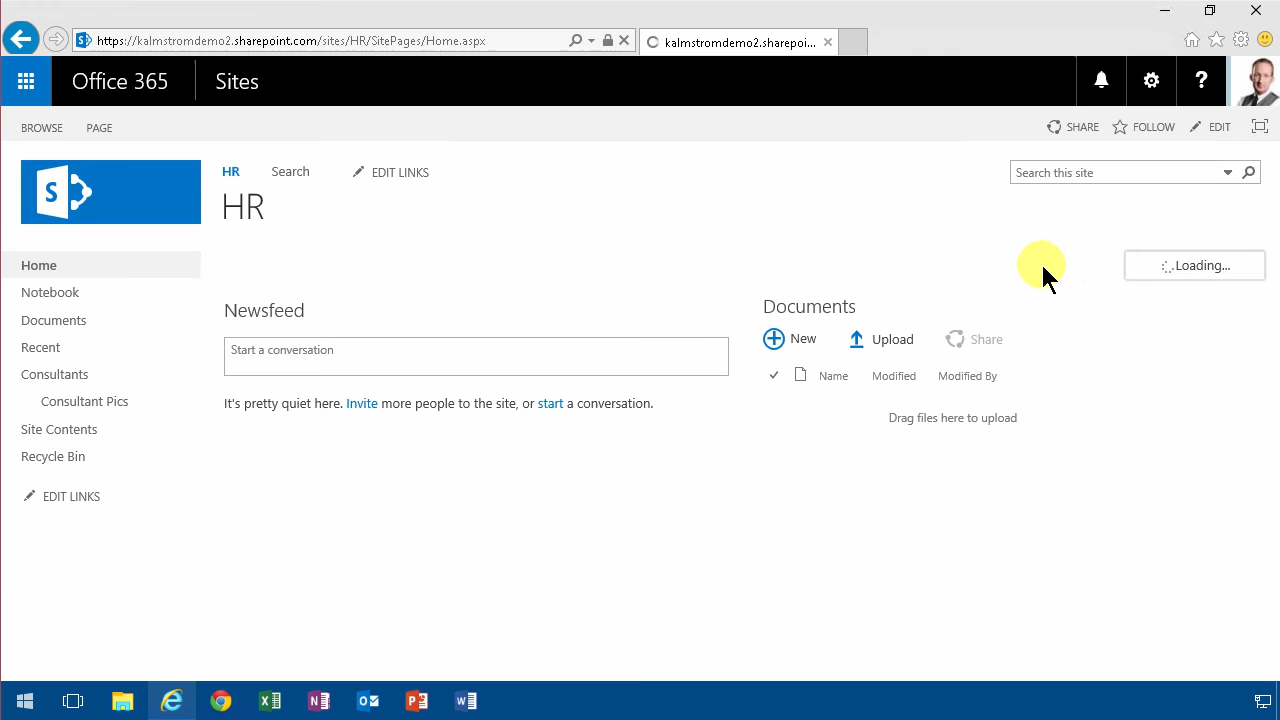 https://kalmstromdemo2.sharepoint.com/sites/HR/SitePages/Home.aspx
kalmstromdemo2.sharepoi...
Office 365
Sites
?
BROWSE
PAGE
SHARE
FOLLOW
EDIT
S
HR
Search
EDIT LINKS
Search this site
HR
Home
Loading...
Notebook
Documents
Recent
Consultants
Consultant Pics
Site Contents
Recycle Bin
EDIT LINKS
Newsfeed
Start a conversation
It's pretty quiet here. Invite more people to the site, or start a conversation.
Documents
New
Upload
Share
Name
Modified
Modified By
Drag files here to upload